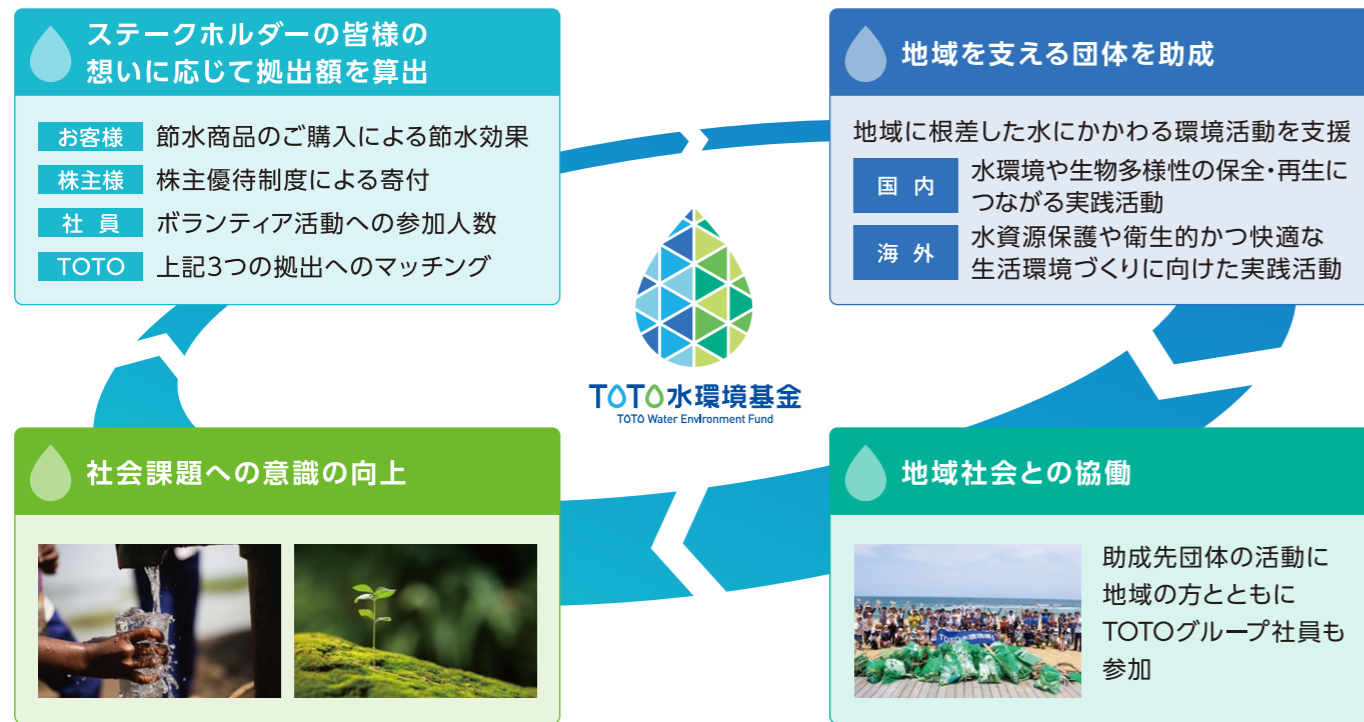 ステークホルダーの皆様の
想いに応じて拠出額を算出
お客様 節水商品のご購入による節水効果
株主様 株主優待制度による寄付
社 員 ボランティア活動への参加人数
TOTO 上記3つの拠出へのマッチング
地域を支える団体を助成
地域に根差した水にかかわる環境活動を支援
国 内 水環境や生物多様性の保全・再生に
つながる実践活動
海 外 水資源保護や衛生的かつ快適な
生活環境づくりに向けた実践活動
TOTO水環境基金
TOTO Water Environment Fund
社会課題への意識の向上
地域社会との協働
TOTO水環境基金
助成先団体の活動に
地域の方とともに
TOTOグループ社員も
参加